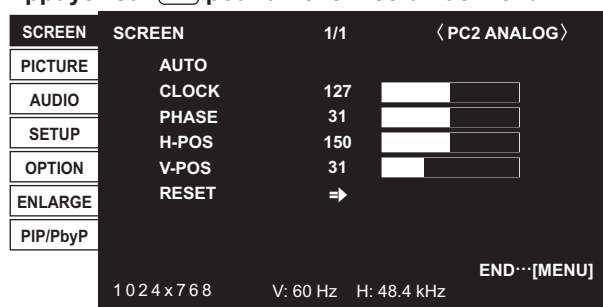 SCREEN
PICTURE
AUDIO
SETUP
OPTION
ENLARGE
PIP/PbyP
SCREEN 1/1 〈PC2 ANALOG〉
AUTO
CLOCK 127
PHASE 31
H-POS 150
V-POS 31
RESET
END···[MENU]
1024x768 V: 60 Hz H: 48.4 kHz